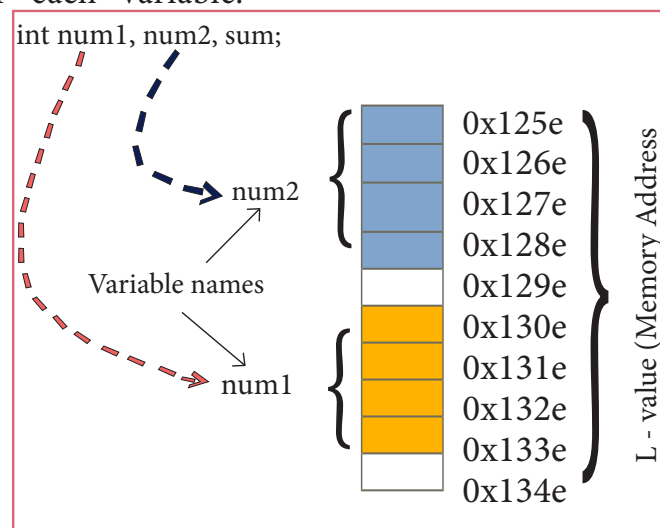 each variable.
int num1, num2, sum;
0x125e
0x126e
num2
0x127e
0x128e
Variable names
0x129e
0x130e
0x131e
num1
0x132e
0x133e
0x134e
L - value (Memory Address